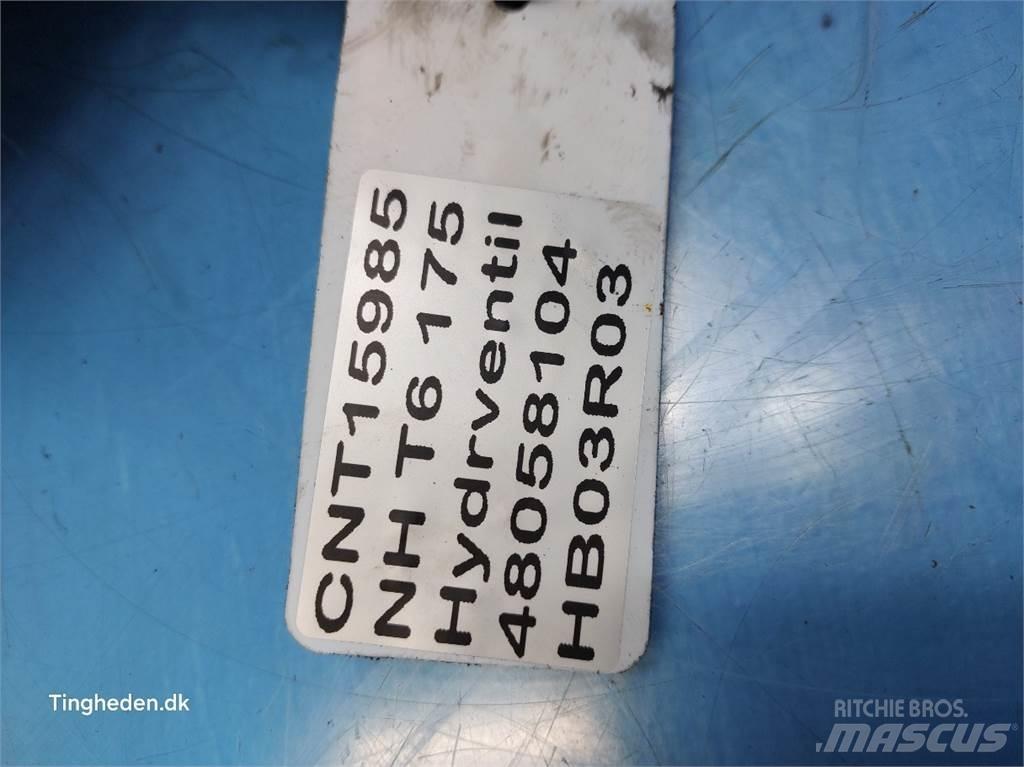 CNT15985
NH T6 175
Hydrventil
48058104
HB03R03
Tingheden.dk
RITCHIE BROS.
MASCUS